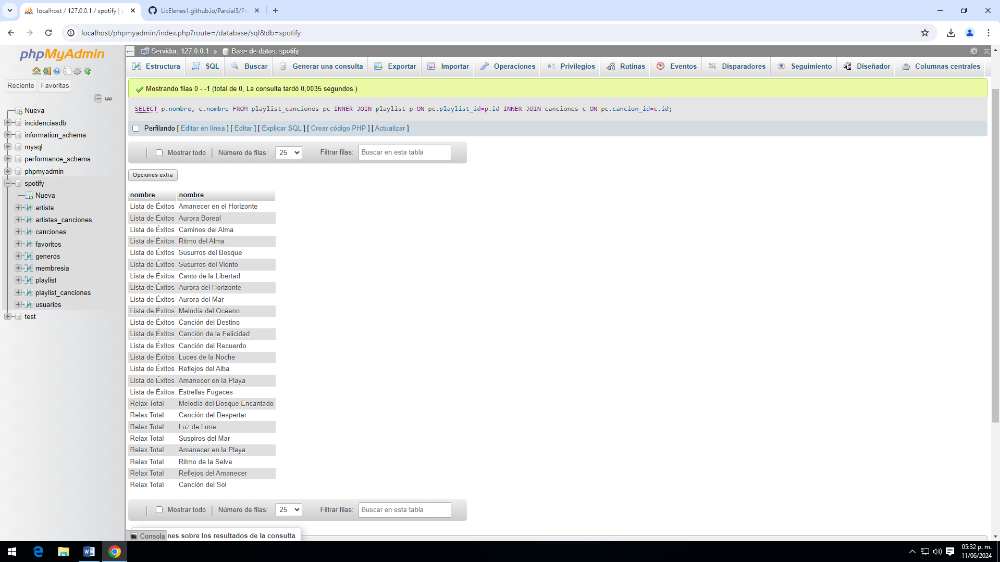 localhost / 127.0.0.1 / spotify | p
LicElenes1.github.io/Parcial3/Pr
localhost/phpmyadmin/index.php?route=/database/sql&db=spotify
phpMyAdmin
Reciente Favoritas
Nueva
incidenciasdb
information_schema
mysql
performance_schema
phpmyadmin
spotify
Nueva
artista
artistas_canciones
canciones
favoritos
generos
membresia
playlist
playlist_canciones
usuarios
test
Servidor: 127.0.0.1 » Base de datos: spotify
Estructura SQL Buscar Generar una consulta Exportar Importar Operaciones Privilegios Rutinas Eventos Disparadores Seguimiento Diseñador Columnas centrales
Mostrando filas 0 - -1 (total de 0, La consulta tardó 0,0035 segundos.)
SELECT p.nombre, c.nombre FROM playlist_canciones pc INNER JOIN playlist p ON pc.playlist_id=p.id INNER JOIN canciones c ON pc.cancion_id=c.id;
Perfilando [ Editar en línea ] [ Editar ] [ Explicar SQL ] [ Crear código PHP ] [ Actualizar ]
Mostrar todo Número de filas: 25 Filtrar filas: Buscar en esta tabla
Opciones extra
nombre nombre
Lista de Éxitos Amanecer en el Horizonte
Lista de Éxitos Aurora Boreal
Lista de Éxitos Caminos del Alma
Lista de Éxitos Ritmo del Alma
Lista de Éxitos Susurros del Bosque
Lista de Éxitos Susurros del Viento
Lista de Éxitos Canto de la Libertad
Lista de Éxitos Aurora del Horizonte
Lista de Éxitos Aurora del Mar
Lista de Éxitos Melodía del Océano
Lista de Éxitos Canción del Destino
Lista de Éxitos Canción de la Felicidad
Lista de Éxitos Canción del Recuerdo
Lista de Éxitos Luces de la Noche
Lista de Éxitos Reflejos del Alba
Lista de Éxitos Amanecer en la Playa
Lista de Éxitos Estrellas Fugaces
Relax Total Melodía del Bosque Encantado
Relax Total Canción del Despertar
Relax Total Luz de Luna
Relax Total Suspiros del Mar
Relax Total Amanecer en la Playa
Relax Total Ritmo de la Selva
Relax Total Reflejos del Amanecer
Relax Total Canción del Sol
Mostrar todo Número de filas: 25 Filtrar filas: Buscar en esta tabla
Consola nes sobre los resultados de la consulta
05:32 p. m.
11/06/2024